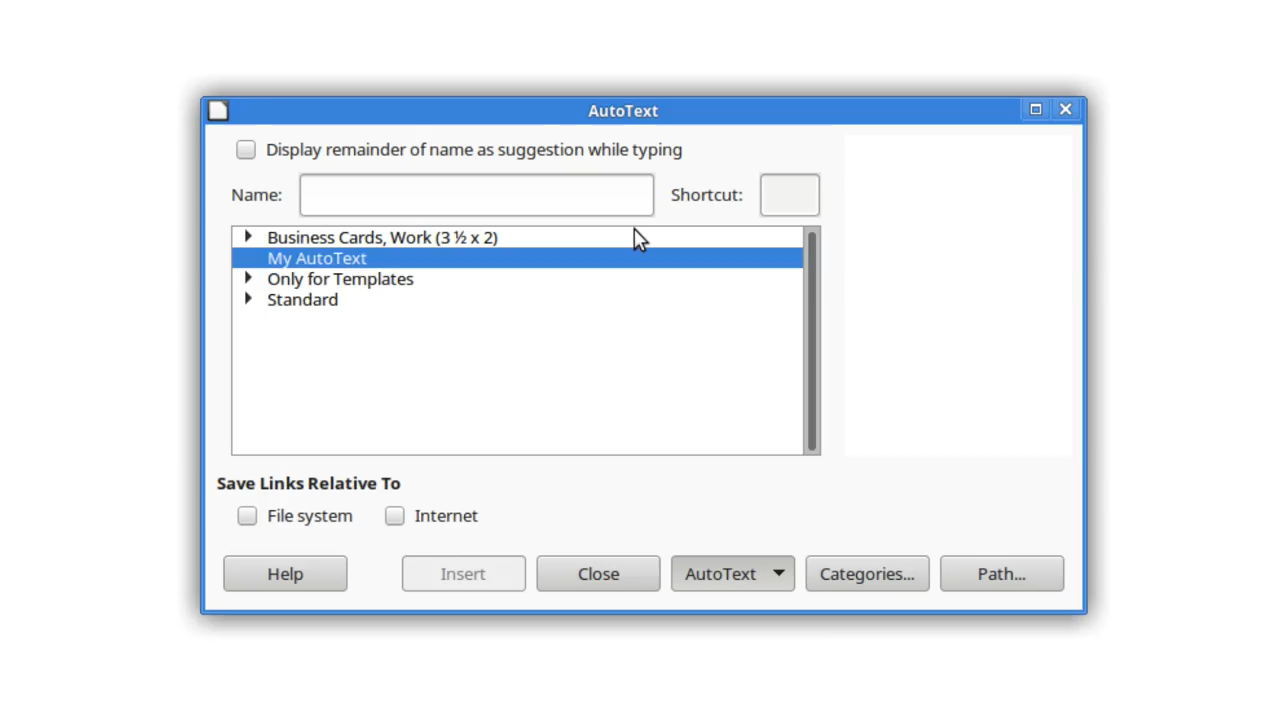 AutoText
Display remainder of name as suggestion while typing
Name: Shortcut:
Business Cards, Work (3 ½ x 2)
My AutoText
Only for Templates
Standard
Save Links Relative To
File system Internet
Help Insert Close AutoText Categories... Path...